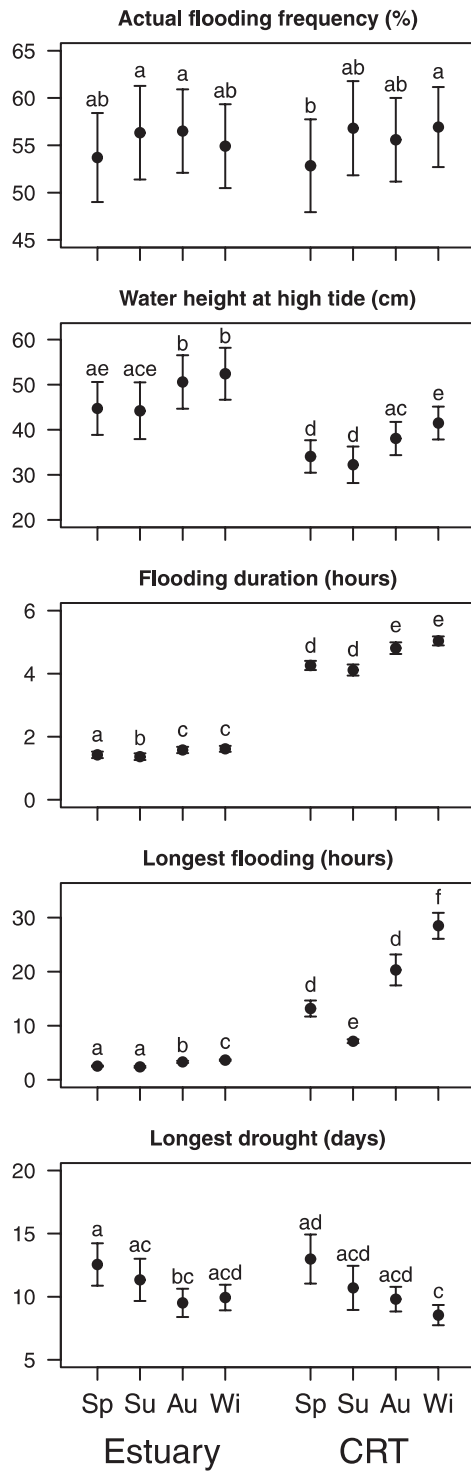 Actual flooding frequency (%)
65
60
55
50
45
ab a a ab b ab ab a
Water height at high tide (cm)
60
50
40
30
20
ae ace b b d d ac e
Flooding duration (hours)
6
4
2
0
a b c c d d e e
Longest flooding (hours)
30
20
10
0
a a b c d e d f
Longest drought (days)
20
15
10
5
a ac bc acd ad acd acd c
Sp Su Au Wi Sp Su Au Wi
Estuary CRT